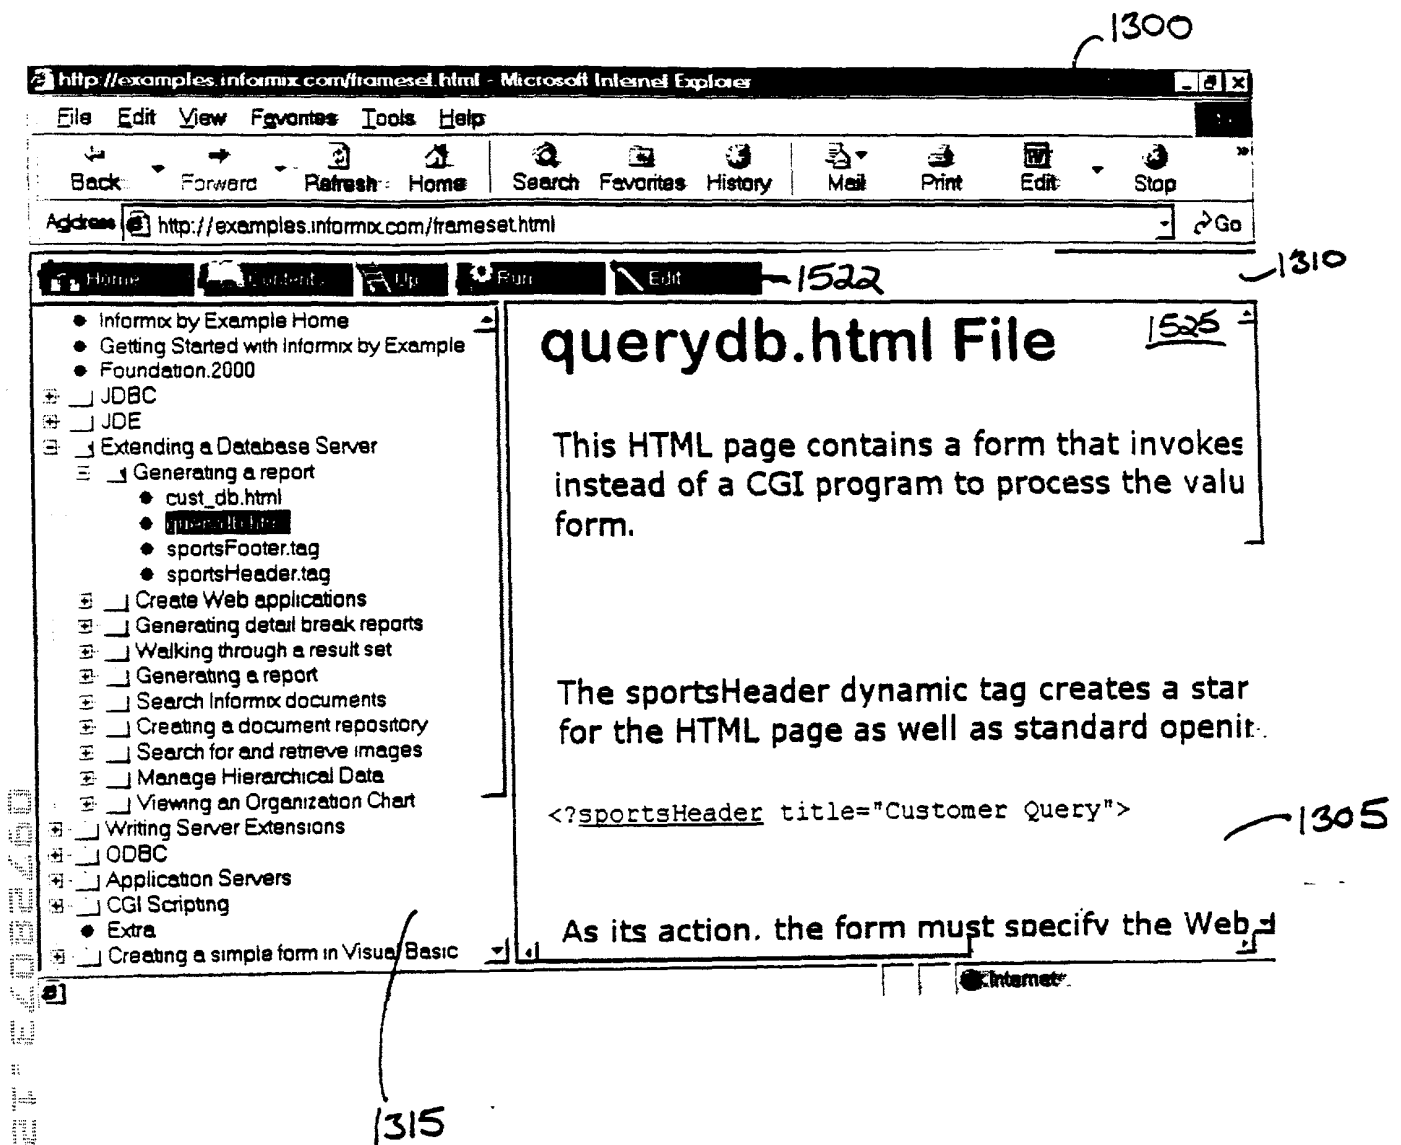 1300
http://examples.informix.com/frameset.html - Microsoft Internet Explorer
File Edit View Favorites Tools Help
Back Forward Refresh Home Search Favorites History Mail Print Edit Stop
Address http://examples.informix.com/frameset.html Go
1310
Home Contents Up Run Edit 1522
Informix by Example Home
Getting Started with Informix by Example
Foundation.2000
JDBC
JDE
Extending a Database Server
Generating a report
cust_db.html
querydb.html
sportsFooter.tag
sportsHeader.tag
Create Web applications
Generating detail break reports
Walking through a result set
Generating a report
Search Informix documents
Creating a document repository
Search for and retrieve images
Manage Hierarchical Data
Viewing an Organization Chart
Writing Server Extensions
ODBC
Application Servers
CGI Scripting
Extra
Creating a simple form in Visual Basic
querydb.html File
1525
This HTML page contains a form that invokes
instead of a CGI program to process the valu
form.
The sportsHeader dynamic tag creates a star
for the HTML page as well as standard openin
<?sportsHeader title="Customer Query">
1305
As its action, the form must specify the Web
Internet
1315